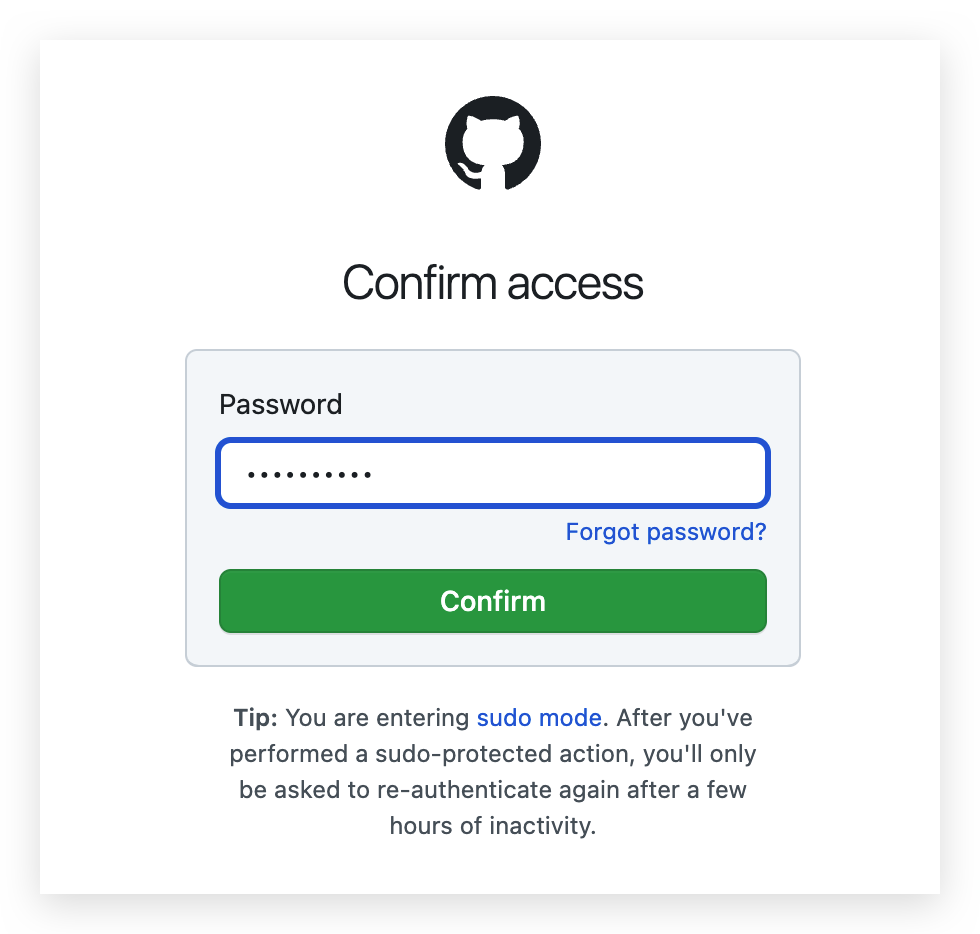 Confirm access
Password
••••••••••
Forgot password?
Confirm
Tip: You are entering sudo mode. After you've
performed a sudo-protected action, you'll only
be asked to re-authenticate again after a few
hours of inactivity.